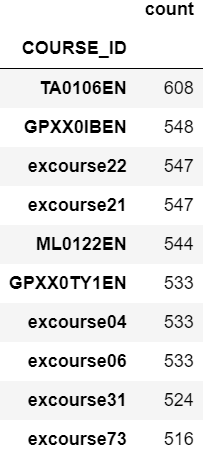 count
COURSE_ID
TA0106EN 608
GPXX0IBEN 548
excourse22 547
excourse21 547
ML0122EN 544
GPXX0TY1EN 533
excourse04 533
excourse06 533
excourse31 524
excourse73 516